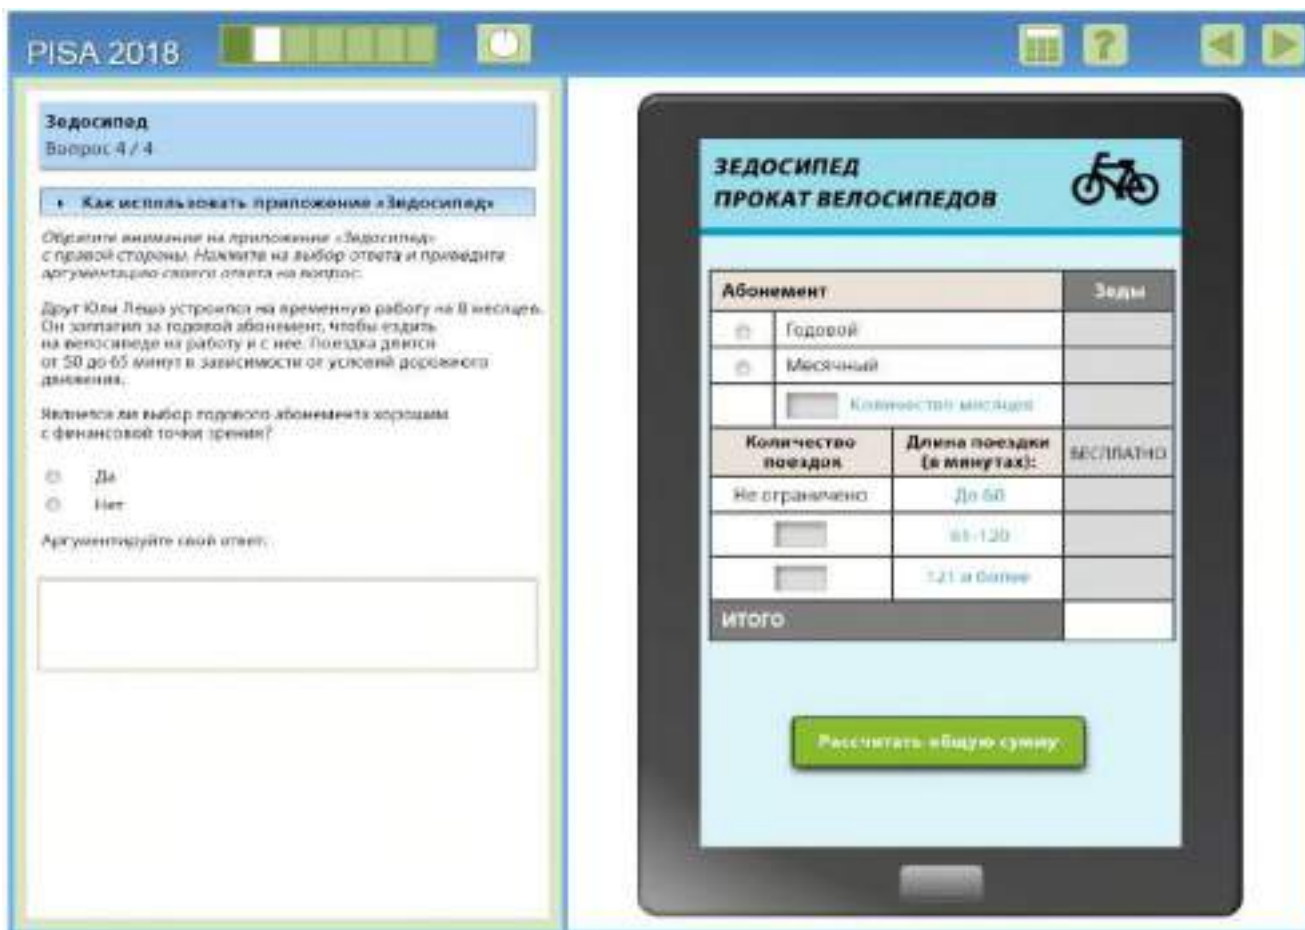 PISA 2018
?
Зедосипед
Вопрос 4 / 4
Как использовать приложение «Зедосипед»
Обратите внимание на приложение «Зедосипед»
с правой стороны. Нажмите на выбор ответа и приведите
аргументацию своего ответа на вопрос.
Друг Юли Леша устроился на временную работу на 8 месяцев.
Он заплатил за годовой абонемент, чтобы ездить
на велосипеде на работу и с нее. Поездка длится
от 50 до 65 минут в зависимости от условий дорожного
движения.
Является ли выбор годового абонемента хорошим
с финансовой точки зрения?
Да
Нет
Аргументируйте свой ответ.
ЗЕДОСИПЕД
ПРОКАТ ВЕЛОСИПЕДОВ
Абонемент Зеды
Годовой
Месячный
Количество месяцев
Количество поездок Длина поездки (в минутах): БЕСПЛАТНО
Не ограничено До 60
61-120
121 и более
ИТОГО
Рассчитать общую сумму